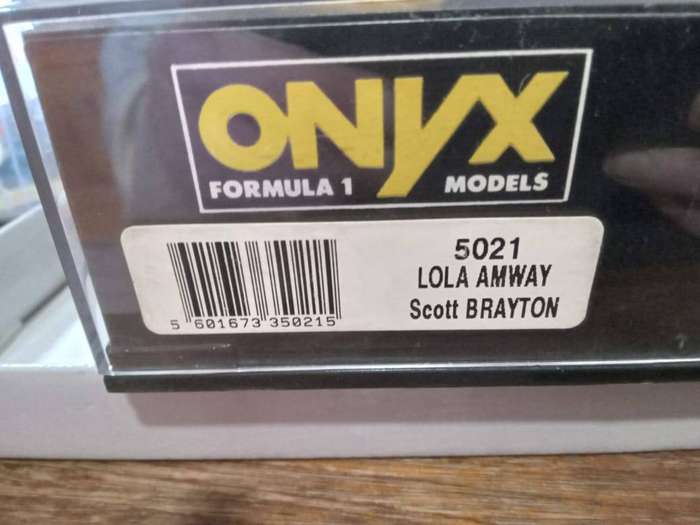 ONYX
FORMULA 1 MODELS
5021
LOLA AMWAY
Scott BRAYTON
5 601673 350215